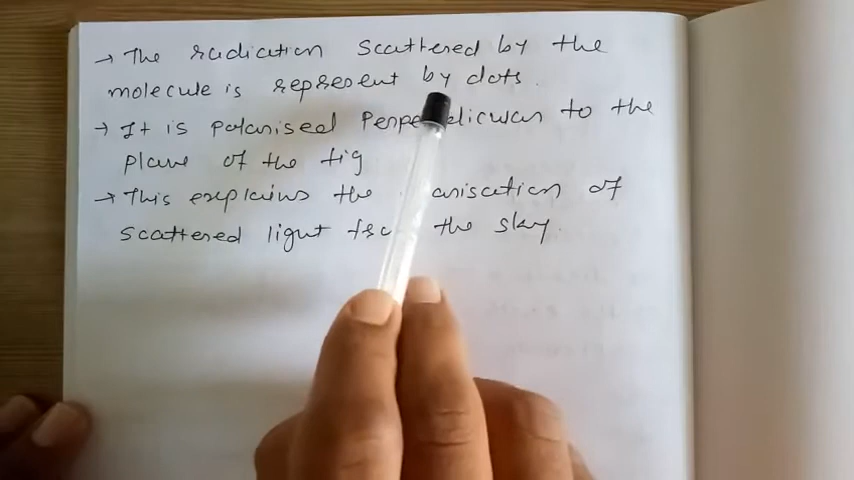 → The radiation scattered by the
molecule is represent by dots.
→ It is polarised to the
plane of the fig
→ This explains the of
scattered light the sky.